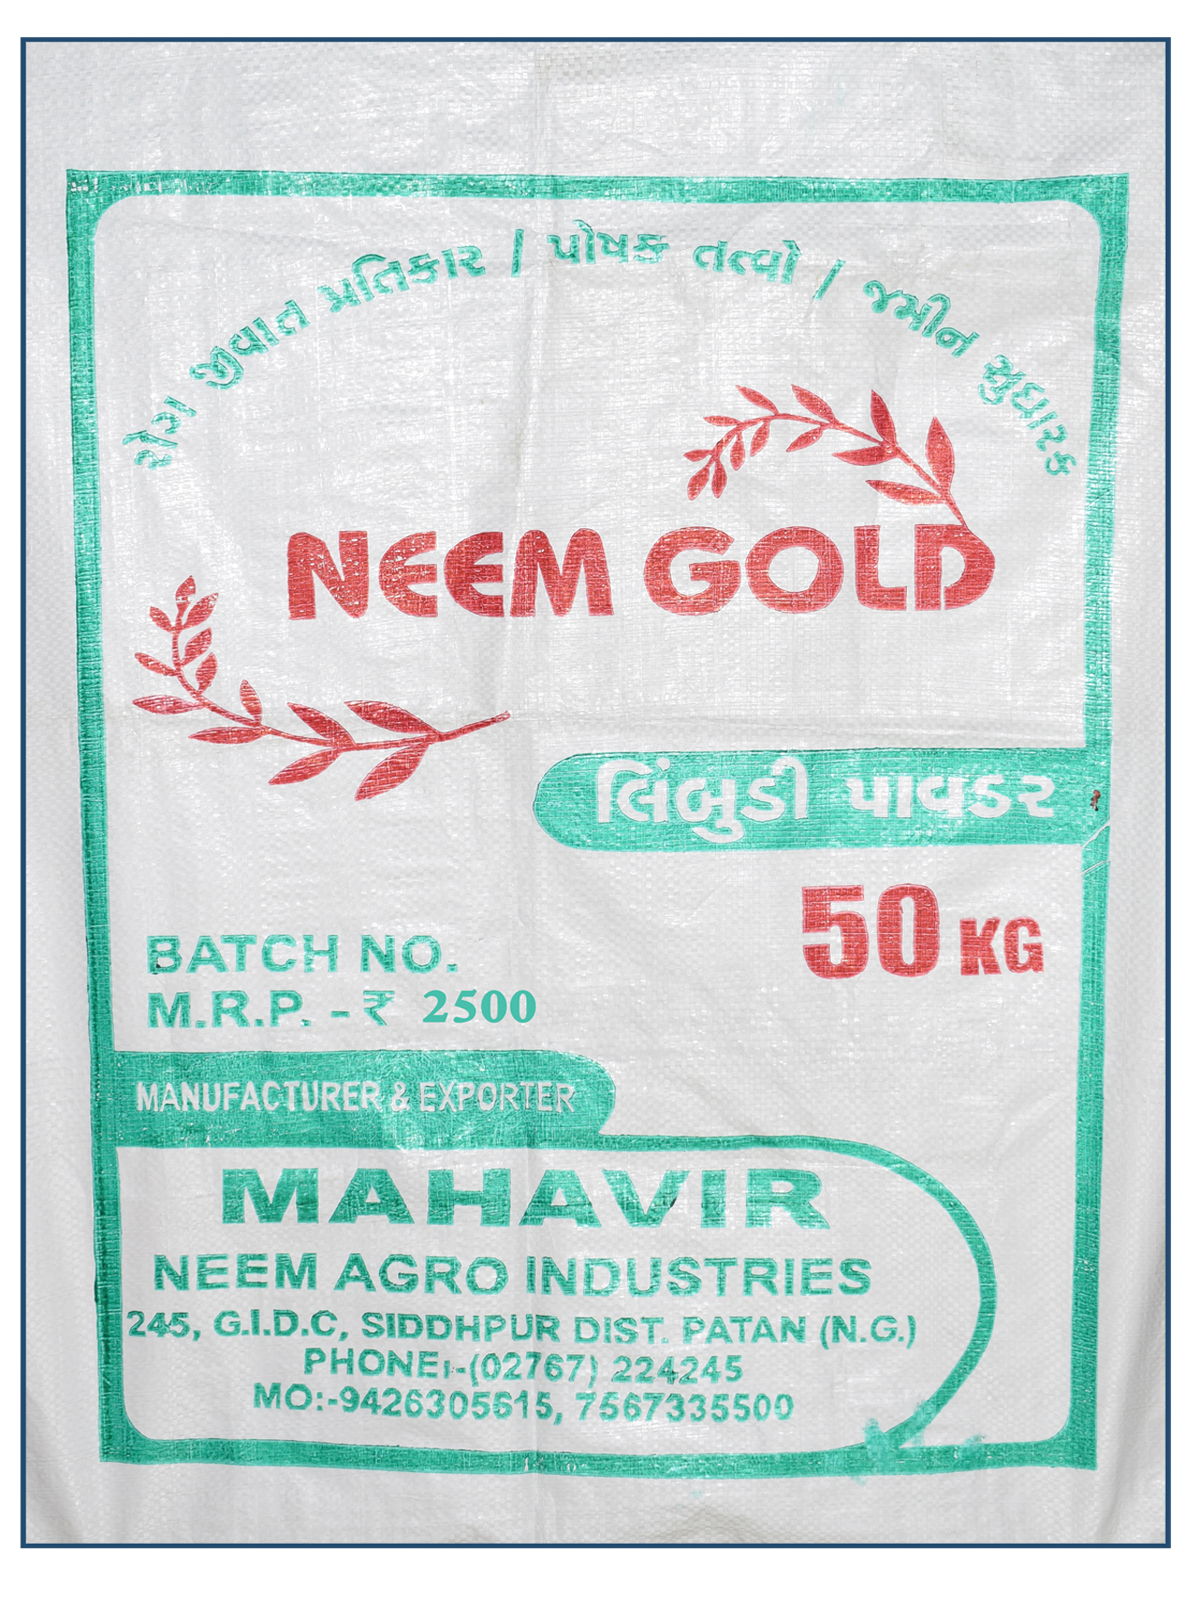 રોગ જીવાત પ્રતિકાર / પોષક તત્વો / જમીન સુધારક
NEEM GOLD
લિંબુડી પાવડર
50 KG
BATCH NO.
M.R.P. - ₹ 2500
MANUFACTURER & EXPORTER
MAHAVIR
NEEM AGRO INDUSTRIES
245, G.I.D.C, SIDDHPUR DIST. PATAN (N.G.)
PHONE:-(02767) 224245
MO:-9426305615, 7567335500